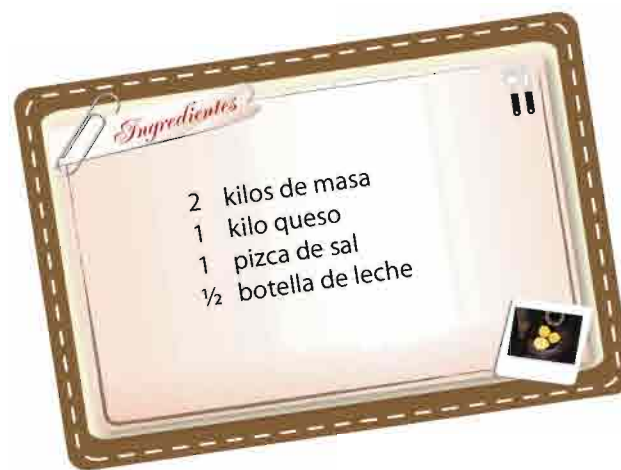 Ingredientes
2 kilos de masa
1 kilo queso
1 pizca de sal
½ botella de leche